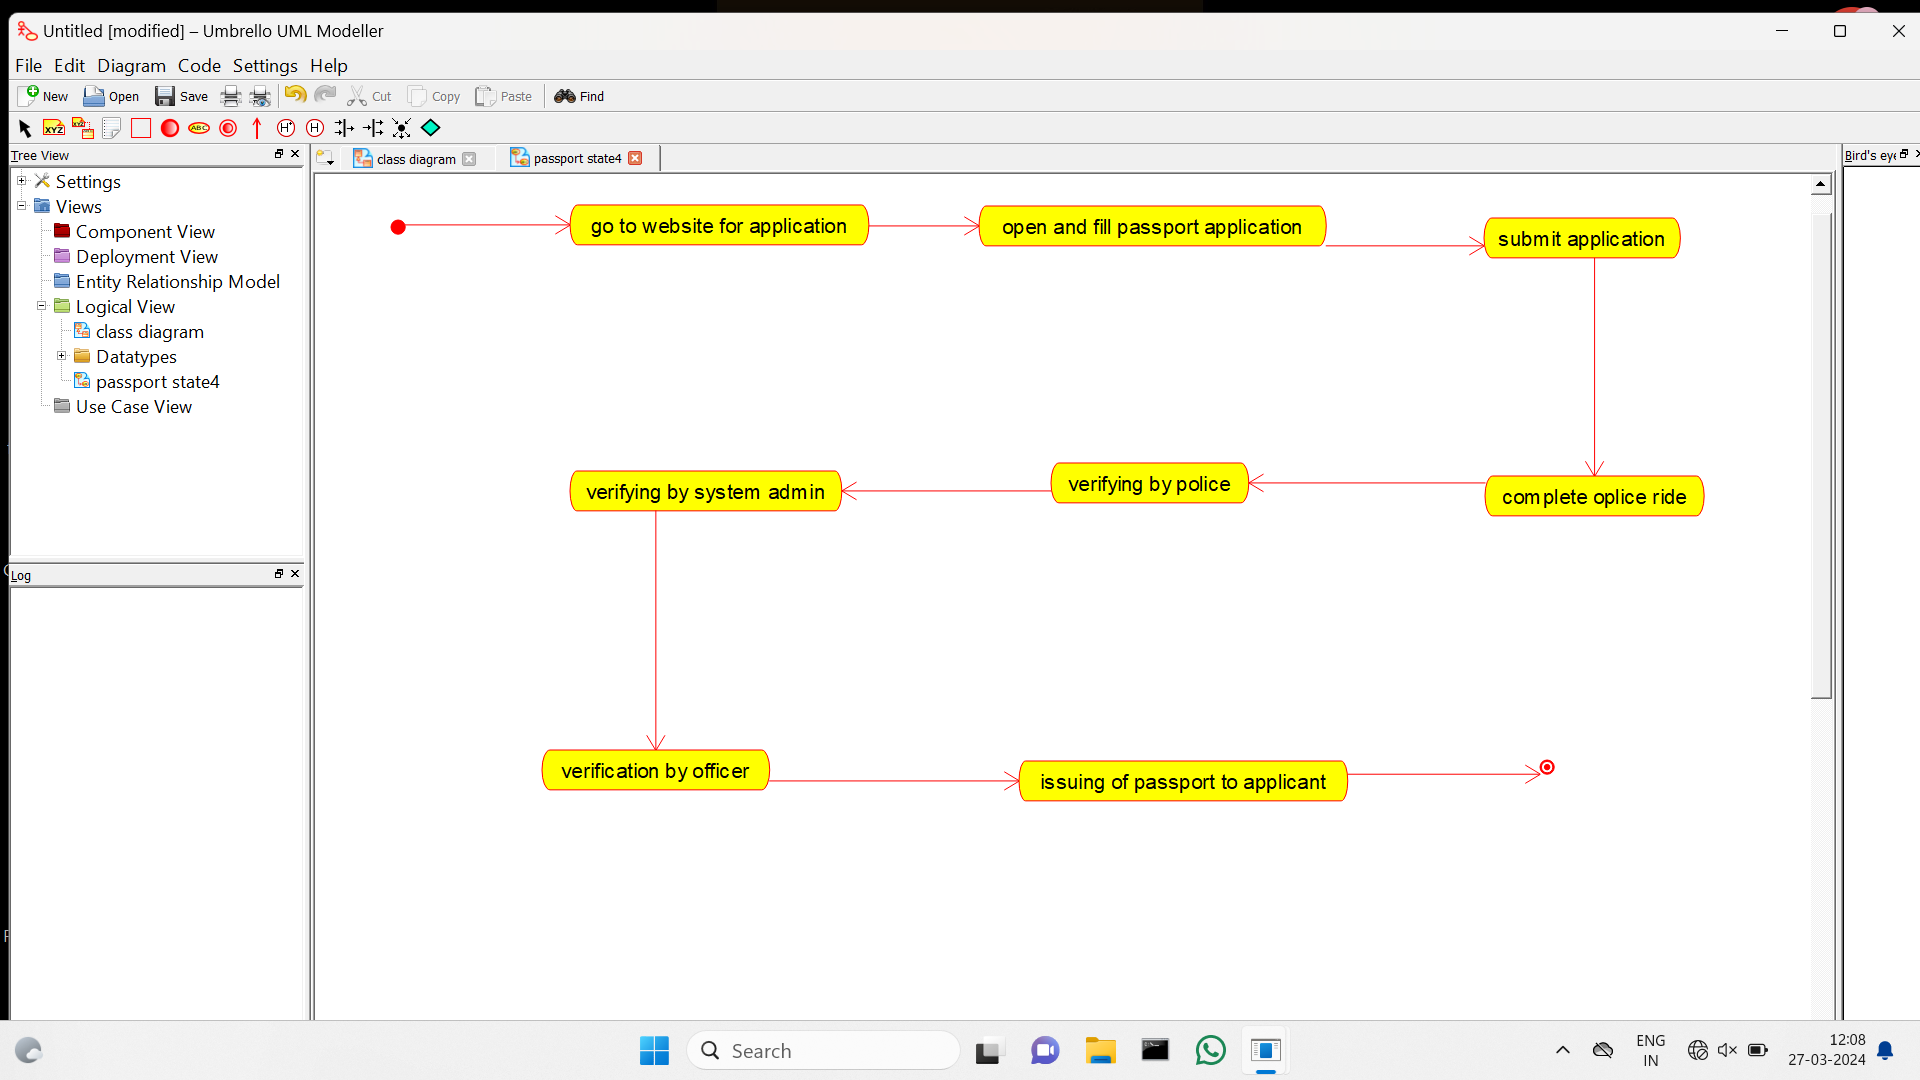 Untitled [modified] – Umbrello UML Modeller
File Edit Diagram Code Settings Help
New Open Save Cut Copy Paste Find
XYZ XYZ ABC H* H
Tree View
class diagram passport state4
Bird's eye
Settings
Views
Component View
Deployment View
Entity Relationship Model
Logical View
class diagram
Datatypes
passport state4
Use Case View
Log
go to website for application
open and fill passport application
submit application
verifying by system admin
verifying by police
complete oplice ride
verification by officer
issuing of passport to applicant
Search
ENG
IN
12:08
27-03-2024